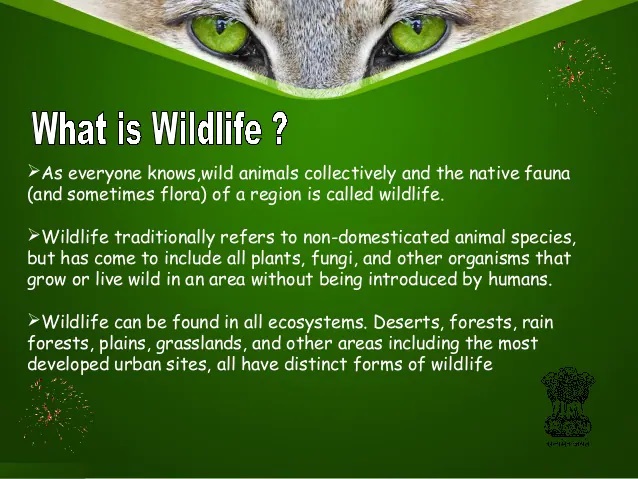 What is Wildlife ?
➢As everyone knows,wild animals collectively and the native fauna
(and sometimes flora) of a region is called wildlife.
➢Wildlife traditionally refers to non-domesticated animal species,
but has come to include all plants, fungi, and other organisms that
grow or live wild in an area without being introduced by humans.
➢Wildlife can be found in all ecosystems. Deserts, forests, rain
forests, plains, grasslands, and other areas including the most
developed urban sites, all have distinct forms of wildlife